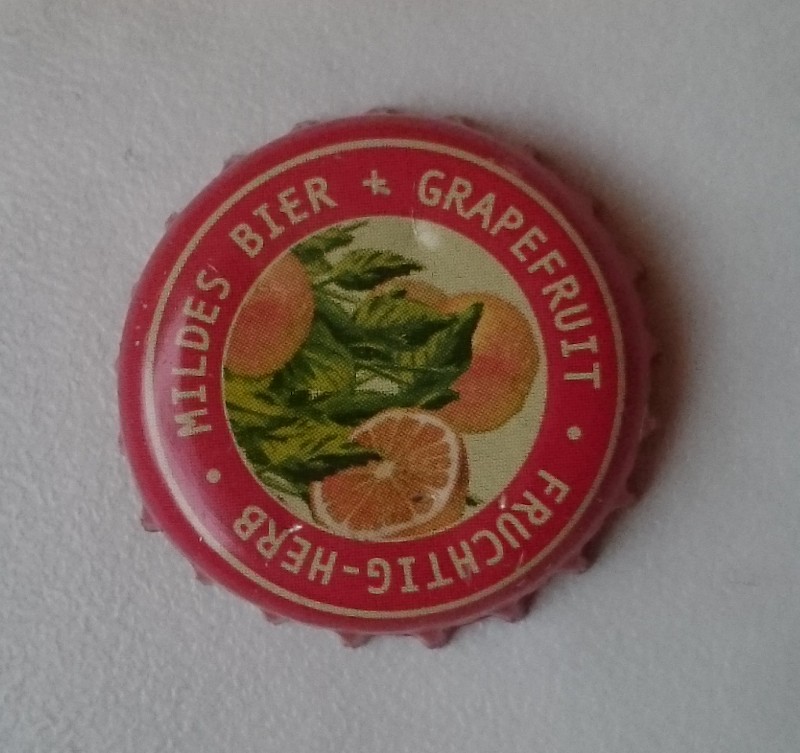 MILDES BIER + GRAPEFRUIT
• FRUCHTIG-HERB •